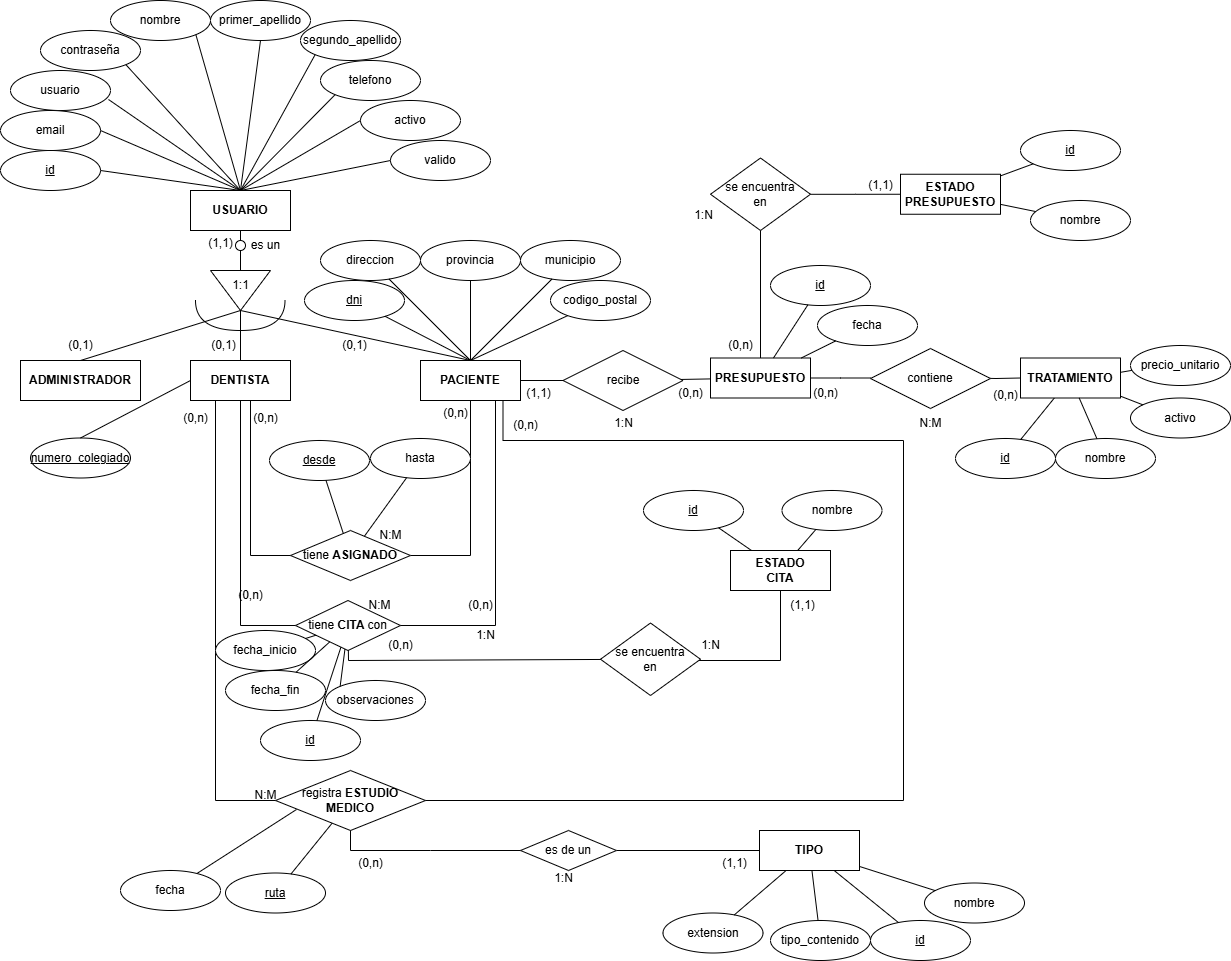 nombre
primer_apellido
segundo_apellido
contraseña
telefono
usuario
activo
email
valido
id
USUARIO
(1,1)
es un
1:1
(0,1)
(0,1)
(0,1)
ADMINISTRADOR
DENTISTA
PACIENTE
direccion
provincia
municipio
dni
codigo_postal
(1,1)
recibe
1:N
(0,n)
PRESUPUESTO
id
fecha
(0,n)
se encuentra
en
1:N
(1,1)
ESTADO
PRESUPUESTO
id
nombre
(0,n)
contiene
N:M
(0,n)
TRATAMIENTO
precio_unitario
activo
id
nombre
numero_colegiado
(0,n)
(0,n)
(0,n)
(0,n)
desde
hasta
N:M
tiene ASIGNADO
(0,n)
N:M
tiene CITA con
(0,n)
1:N
(0,n)
fecha_inicio
fecha_fin
observaciones
id
se encuentra
en
1:N
(1,1)
ESTADO
CITA
id
nombre
N:M
registra ESTUDIO
MEDICO
fecha
ruta
(0,n)
es de un
1:N
(1,1)
TIPO
extension
tipo_contenido
id
nombre